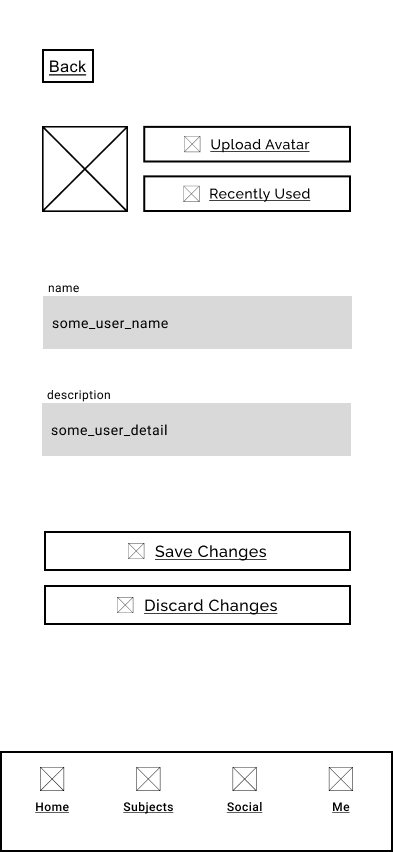 Back
Upload Avatar
Recently Used
name
some_user_name
description
some_user_detail
Save Changes
Discard Changes
Home
Subjects
Social
Me